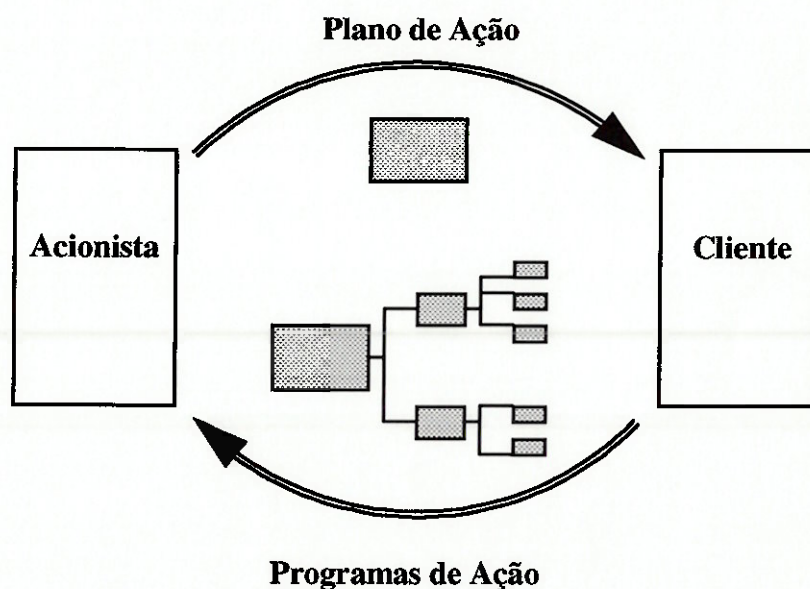 Plano de Ação
Acionista
Cliente
Programas de Ação